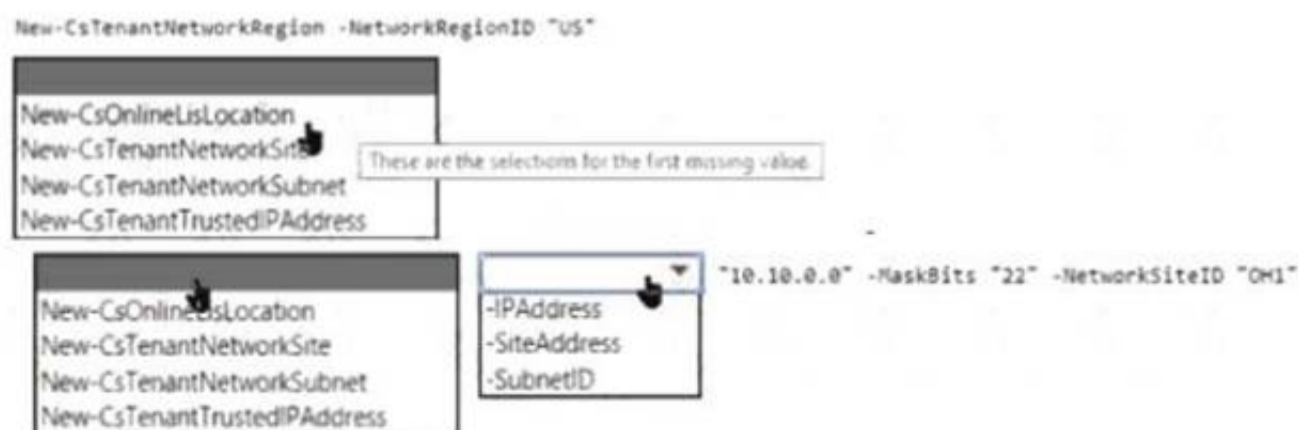 New-CsTenantNetworkRegion -NetworkRegionID "US"
New-CsOnlineLisLocation
New-CsTenantNetworkSite
These are the selections for the first missing value.
New-CsTenantNetworkSubnet
New-CsTenantTrustedIPAddress
"10.10.0.0" -MaskBits "22" -NetworkSiteID "OH1"
New-CsOnlineLisLocation
New-CsTenantNetworkSite
New-CsTenantNetworkSubnet
New-CsTenantTrustedIPAddress
-IPAddress
-SiteAddress
-SubnetID